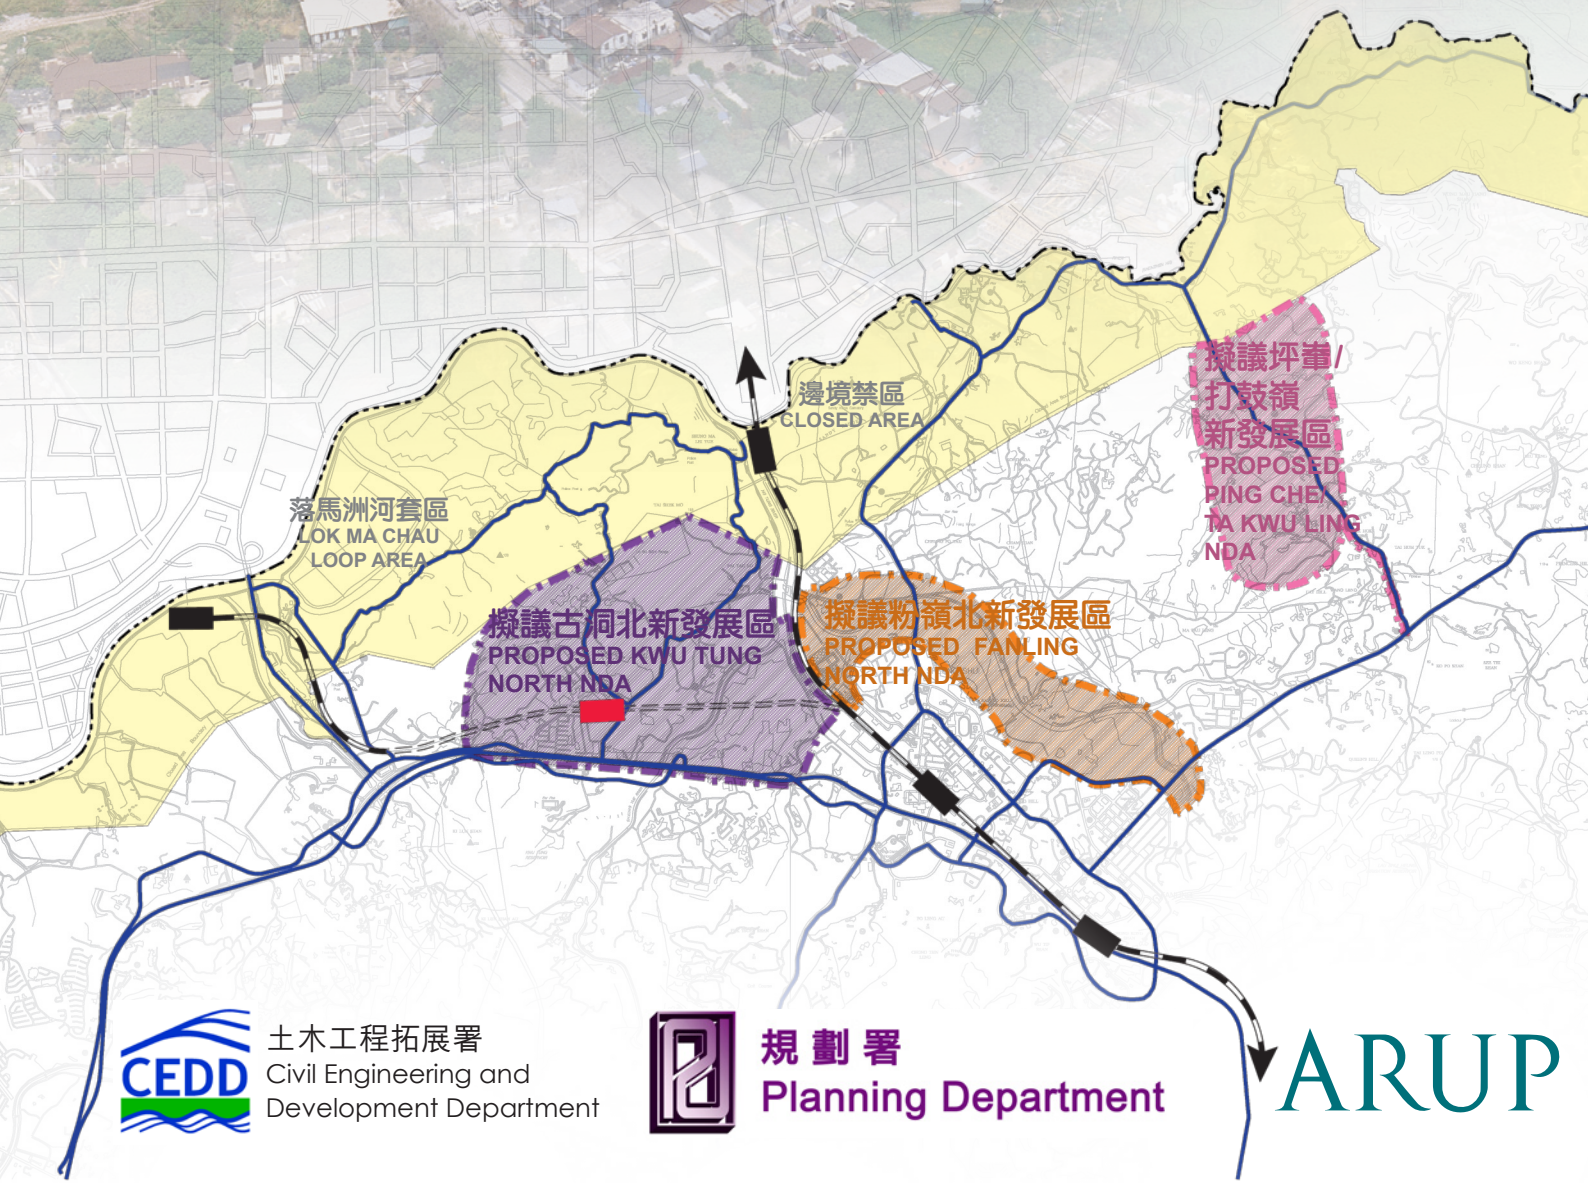 邊境禁區
CLOSED AREA
擬議坪輋/
打鼓嶺
新發展區
PROPOSED
PING CHE/
TA KWU LING
NDA
落馬洲河套區
LOK MA CHAU
LOOP AREA
擬議古洞北新發展區
PROPOSED KWU TUNG
NORTH NDA
擬議粉嶺北新發展區
PROPOSED FANLING
NORTH NDA
CEDD
土木工程拓展署
Civil Engineering and
Development Department
規劃署
Planning Department
ARUP